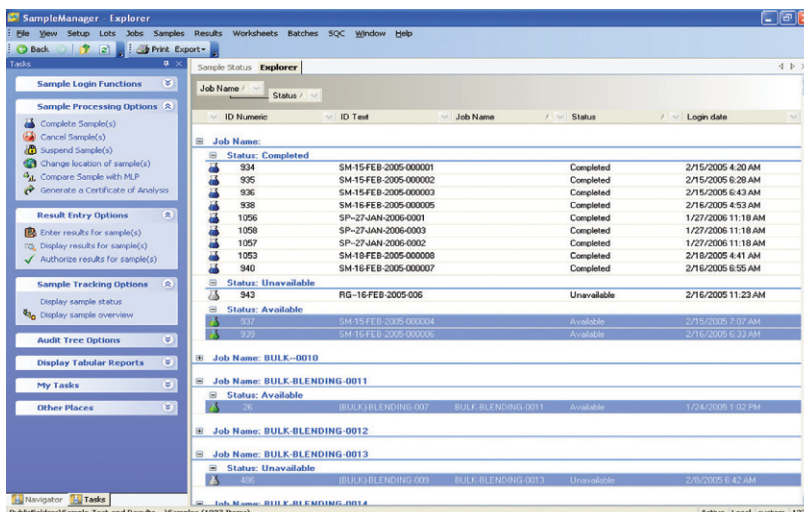 SampleManager - Explorer
File View Setup Lots Jobs Samples Results Worksheets Batches SQC Window Help
Back Print Export
Tasks
Sample Login Functions
Sample Processing Options
Complete Sample(s)
Cancel Sample(s)
Suspend Sample(s)
Change location of sample(s)
Compare Sample with MLP
Generate a Certificate of Analysis
Result Entry Options
Enter results for sample(s)
Display results for sample(s)
Authorize results for sample(s)
Sample Tracking Options
Display sample status
Display sample overview
Audit Tree Options
Display Tabular Reports
My Tasks
Other Places
Navigator Tasks
Sample Status Explorer
Job Name /
Status /
ID Numeric ID Text Job Name / Status / Login date
Job Name:
Status: Completed
934 SM-15-FEB-2005-000001 Completed 2/15/2005 4:20 AM
935 SM-15-FEB-2005-000002 Completed 2/15/2005 6:28 AM
936 SM-15-FEB-2005-000003 Completed 2/15/2005 6:43 AM
938 SM-16-FEB-2005-000005 Completed 2/16/2005 4:53 AM
1056 SP--27-JAN-2006-0001 Completed 1/27/2006 11:18 AM
1058 SP--27-JAN-2006-0003 Completed 1/27/2006 11:18 AM
1057 SP--27-JAN-2006-0002 Completed 1/27/2006 11:18 AM
1053 SM-18-FEB-2005-000008 Completed 2/18/2005 4:41 AM
940 SM-16-FEB-2005-000007 Completed 2/16/2005 6:55 AM
Status: Unavailable
943 RG--16-FEB-2005-006 Unavailable 2/16/2005 11:23 AM
Status: Available
937 SM-15-FEB-2005-000004 Available 2/15/2005 7:07 AM
939 SM-16-FEB-2005-000006 Available 2/16/2005 6:33 AM
Job Name: BULK--0010
Job Name: BULK-BLENDING-0011
Status: Available
26 (BULK)-BLENDING-007 BULK-BLENDING-0011 Available 1/24/2005 1:02 PM
Job Name: BULK-BLENDING-0012
Job Name: BULK-BLENDING-0013
Status: Unavailable
486 (BULK)-BLENDING-009 BULK-BLENDING-0013 Unavailable 2/8/2005 6:42 AM
Job Name: BULK-BLENDING-0014